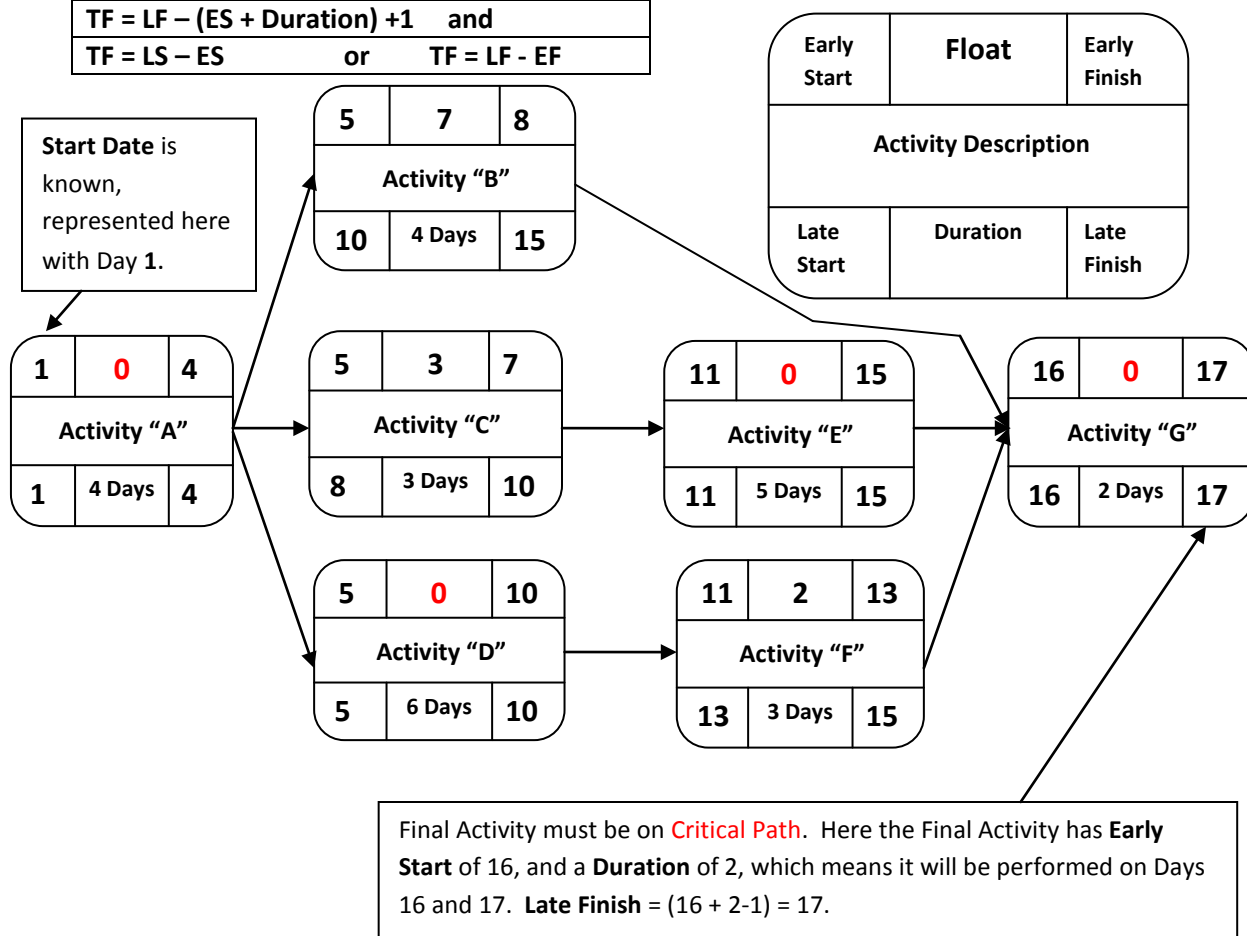 TF = LF – (ES + Duration) +1 and
TF = LS – ES or TF = LF - EF
Early Start
Float
Early Finish
Activity Description
Late Start
Duration
Late Finish
Start Date is
known,
represented here
with Day 1.
5 7 8
Activity “B”
10 4 Days 15
1 0 4
Activity “A”
1 4 Days 4
5 3 7
Activity “C”
8 3 Days 10
11 0 15
Activity “E”
11 5 Days 15
16 0 17
Activity “G”
16 2 Days 17
5 0 10
Activity “D”
5 6 Days 10
11 2 13
Activity “F”
13 3 Days 15
Final Activity must be on Critical Path. Here the Final Activity has Early
Start of 16, and a Duration of 2, which means it will be performed on Days
16 and 17. Late Finish = (16 + 2-1) = 17.